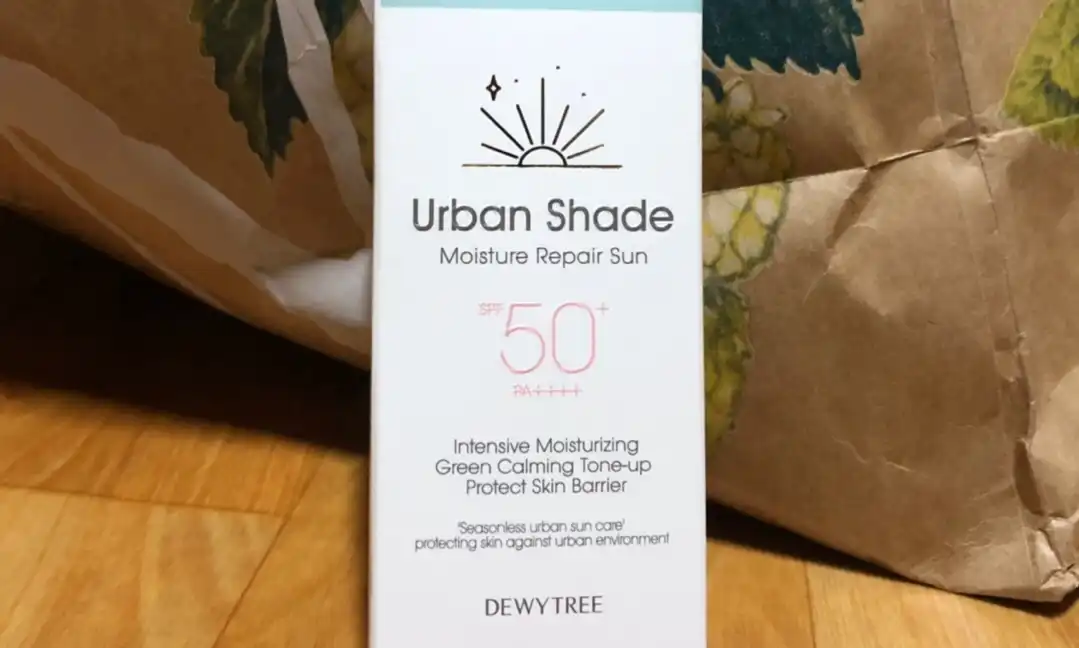 Urban Shade
Moisture Repair Sun
SPF 50+
PA++++
Intensive Moisturizing
Green Calming Tone-up
Protect Skin Barrier
'Seasonless urban sun care'
protecting skin against urban environment
DEWYTREE